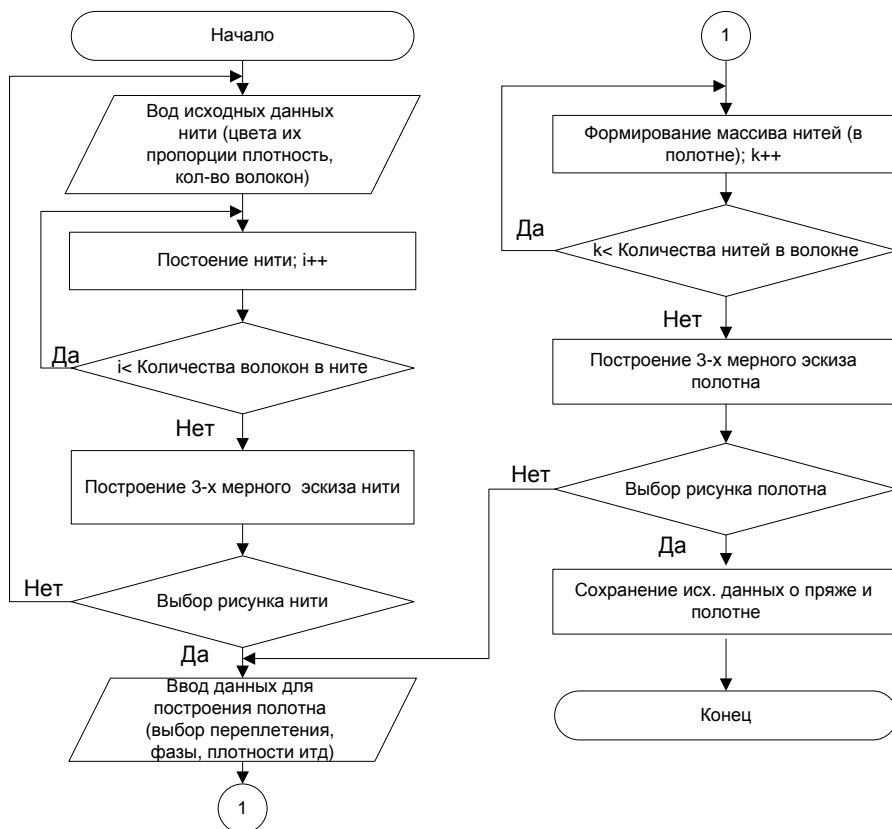 Начало
Вод исходных данных
нити (цвета их
пропорции плотность,
кол-во волокон)
Постоение нити; i++
Да
i< Количества волокон в ните
Нет
Построение 3-х мерного эскиза нити
Нет
Выбор рисунка нити
Да
Ввод данных для
построения полотна
(выбор переплетения,
фазы, плотности итд)
1
1
Формирование массива нитей (в
полотне); k++
Да
k< Количества нитей в волокне
Нет
Построение 3-х мерного эскиза
полотна
Нет
Выбор рисунка полотна
Да
Сохранение исх. данных о пряже и
полотне
Конец